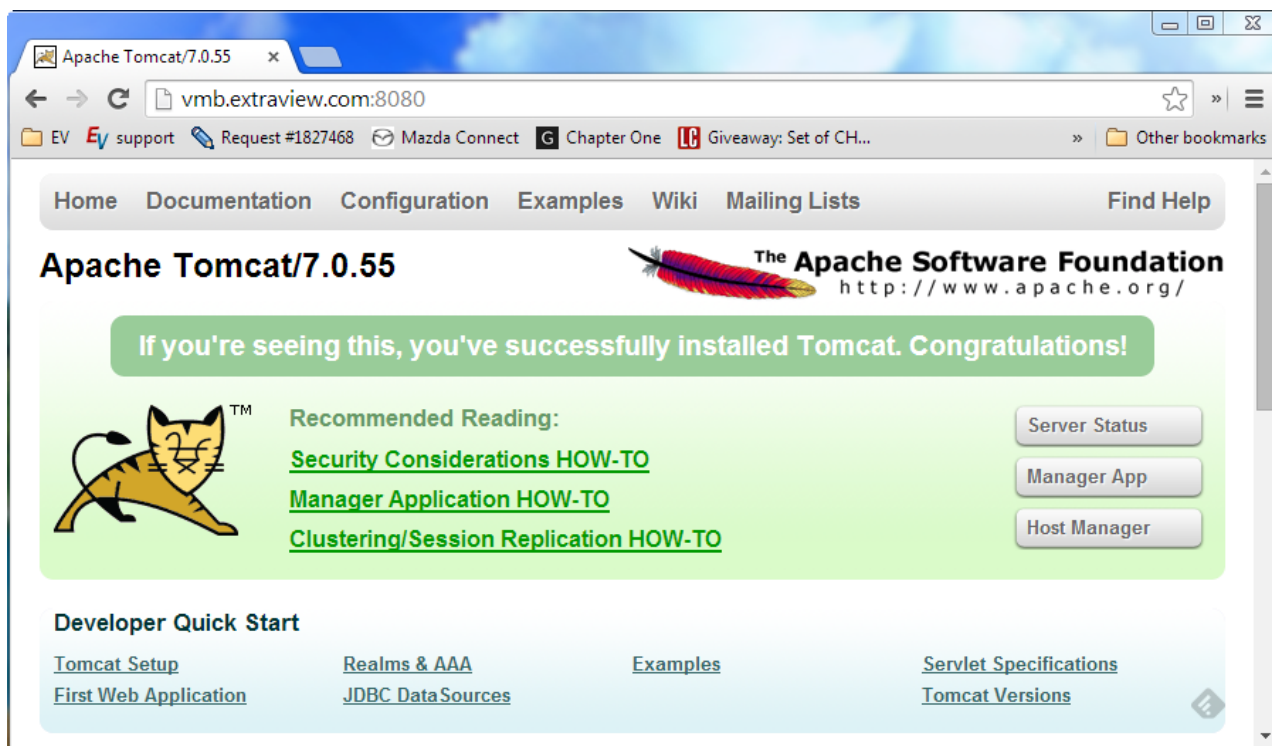 Apache Tomcat/7.0.55
vmb.extraview.com:8080
EV EV support Request #1827468 Mazda Connect G Chapter One LC Giveaway: Set of CH... » Other bookmarks
Home Documentation Configuration Examples Wiki Mailing Lists Find Help
Apache Tomcat/7.0.55
The Apache Software Foundation
http://www.apache.org/
If you're seeing this, you've successfully installed Tomcat. Congratulations!
TM
Recommended Reading:
Security Considerations HOW-TO
Manager Application HOW-TO
Clustering/Session Replication HOW-TO
Server Status
Manager App
Host Manager
Developer Quick Start
Tomcat Setup Realms & AAA Examples Servlet Specifications
First Web Application JDBC DataSources Tomcat Versions